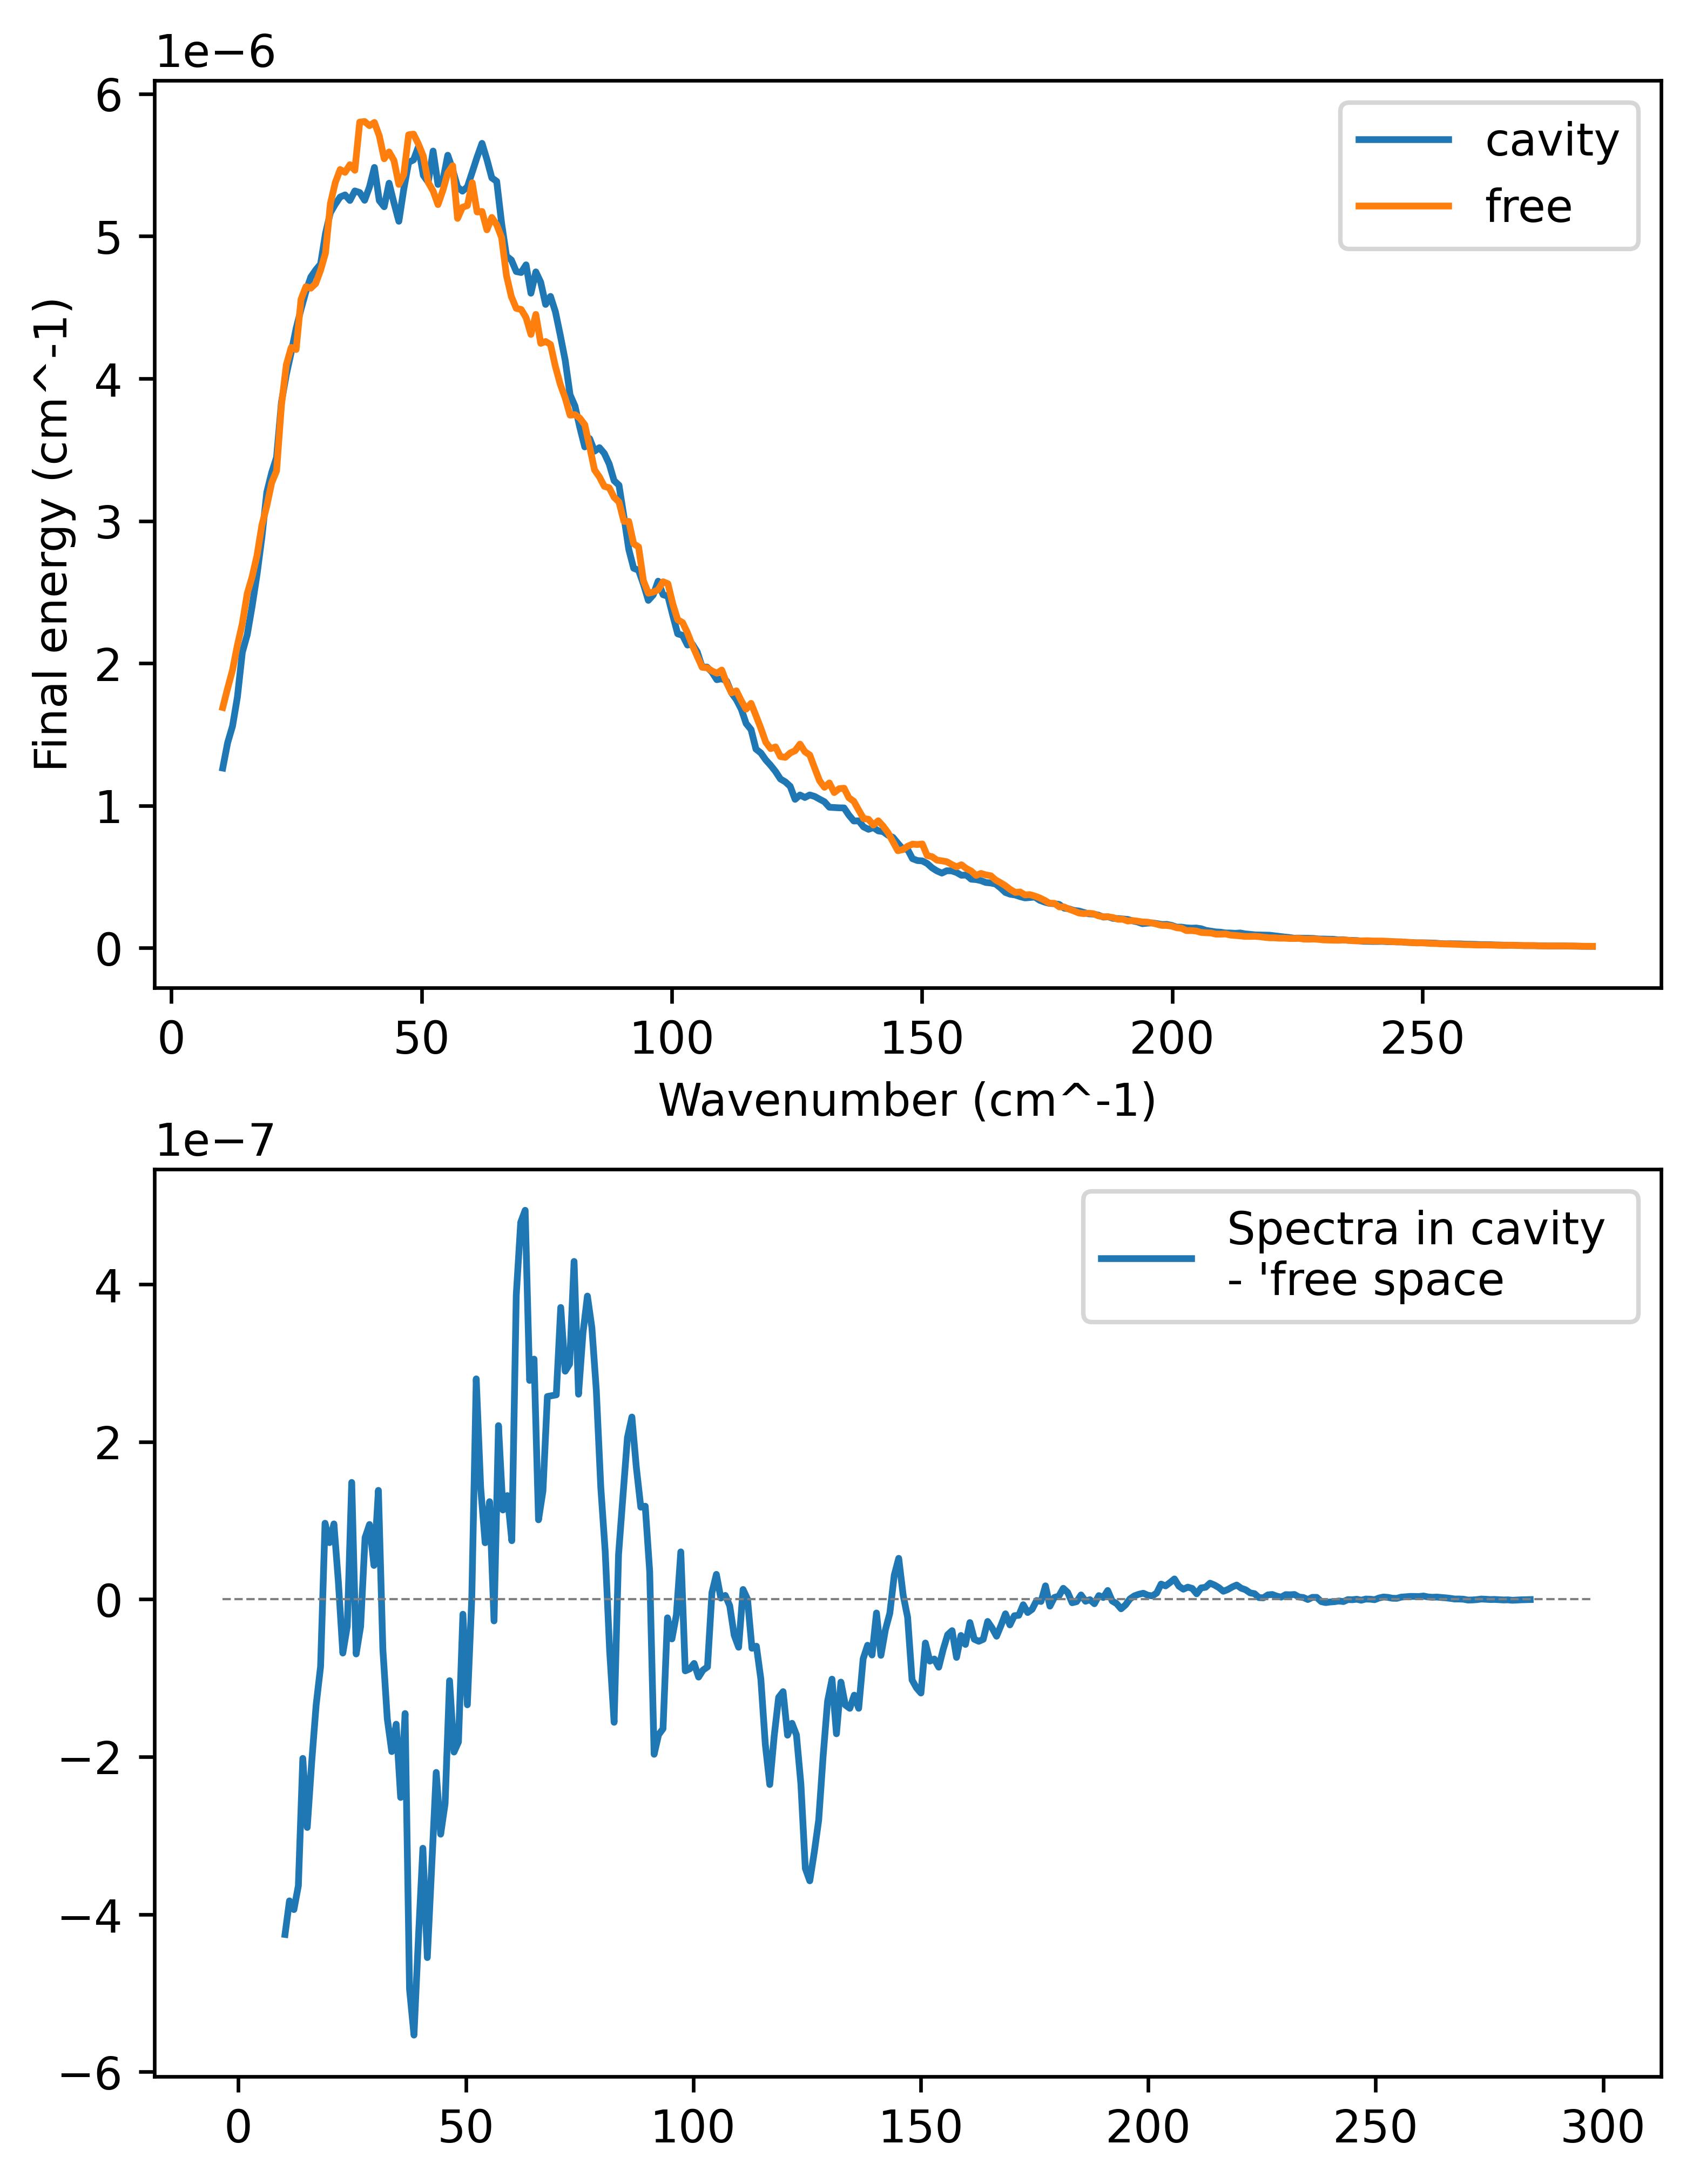 1e−6
6
5
4
3
2
1
0
Final energy (cm^-1)
cavity
free
0 50 100 150 200 250
Wavenumber (cm^-1)
1e−7
4
2
0
−2
−4
−6
Spectra in cavity
- 'free space
0 50 100 150 200 250 300